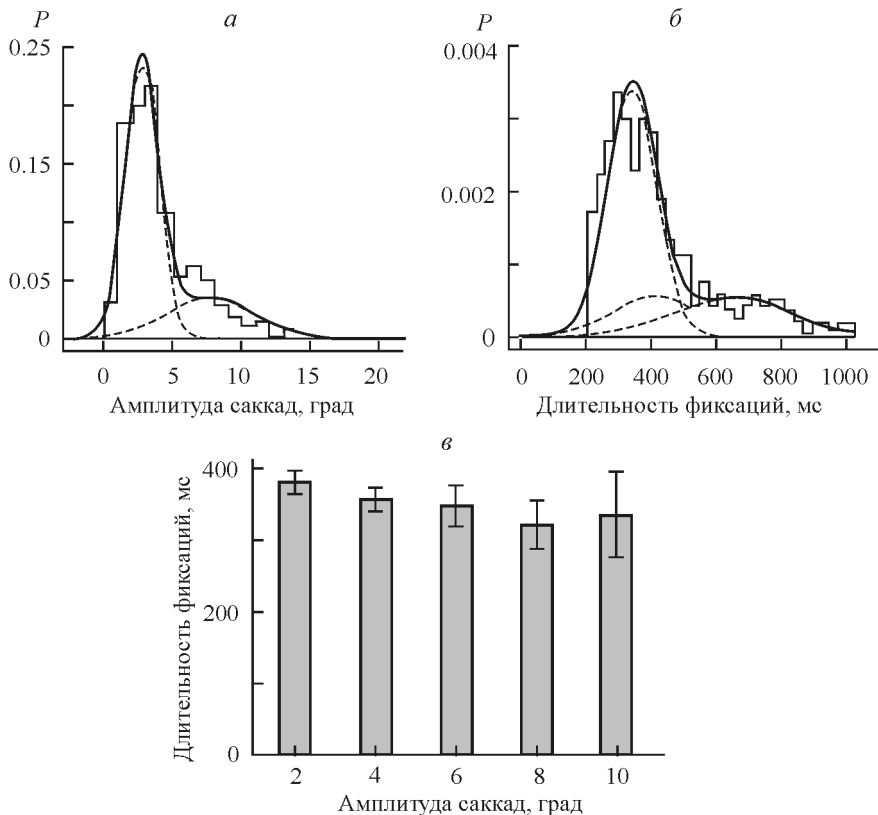 P
а
0.25
0.15
0.05
0
0 5 10 15 20
Амплитуда саккад, град
P
б
0.004
0.002
0
0 200 400 600 800 1000
Длительность фиксаций, мс
в
Длительность фиксаций, мс
400
200
0
2 4 6 8 10
Амплитуда саккад, град